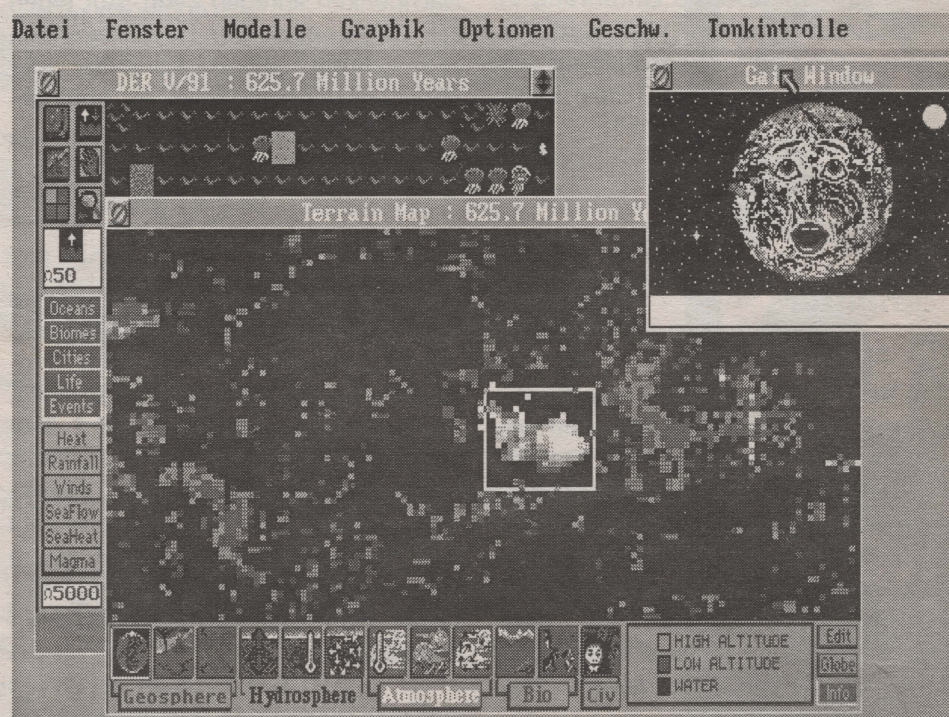 Datei Fenster Modelle Graphik Optionen Geschw. Tonkintrolle
DER V/91 : 625.7 Million Years
Gaia Window
Terrain Map : 625.7 Million
Ω50
Oceans
Biomes
Cities
Life
Events
Heat
Rainfall
Winds
SeaFlow
SeaHeat
Magma
Ω5000
HIGH ALTITUDE
LOW ALTITUDE
WATER
Edit
Globe
Info
Geosphere Hydrosphere Atmosphere Bio Civ